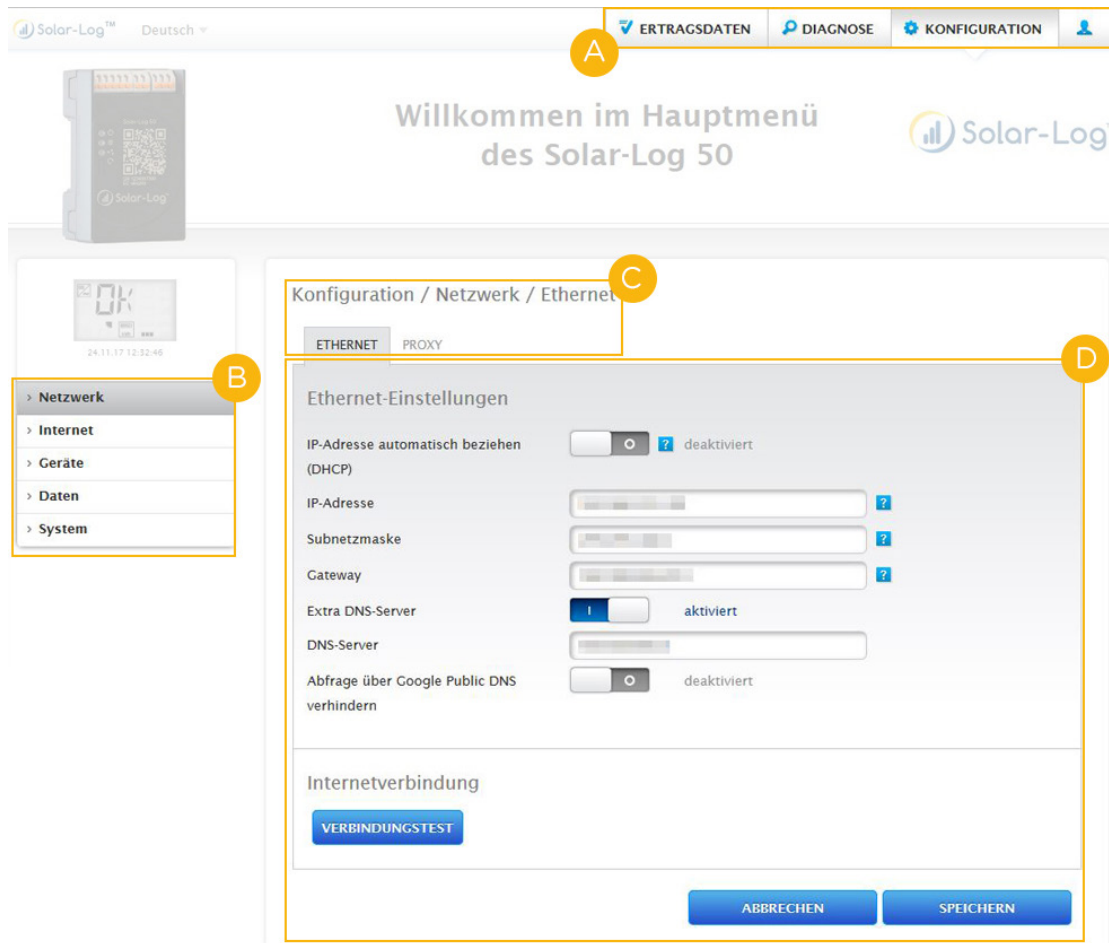 Solar-Log™ Deutsch
ERTRAGSDATEN DIAGNOSE KONFIGURATION
A
Willkommen im Hauptmenü
des Solar-Log 50
Solar-Log
Solar-Log
OK
24.11.17 12:32:46
B
Netzwerk
Internet
Geräte
Daten
System
C
Konfiguration / Netzwerk / Ethernet
ETHERNET PROXY
D
Ethernet-Einstellungen
IP-Adresse automatisch beziehen
(DHCP)
O ? deaktiviert
IP-Adresse ?
Subnetzmaske ?
Gateway ?
Extra DNS-Server I aktiviert
DNS-Server
Abfrage über Google Public DNS
verhindern
O deaktiviert
Internetverbindung
VERBINDUNGSTEST
ABBRECHEN SPEICHERN